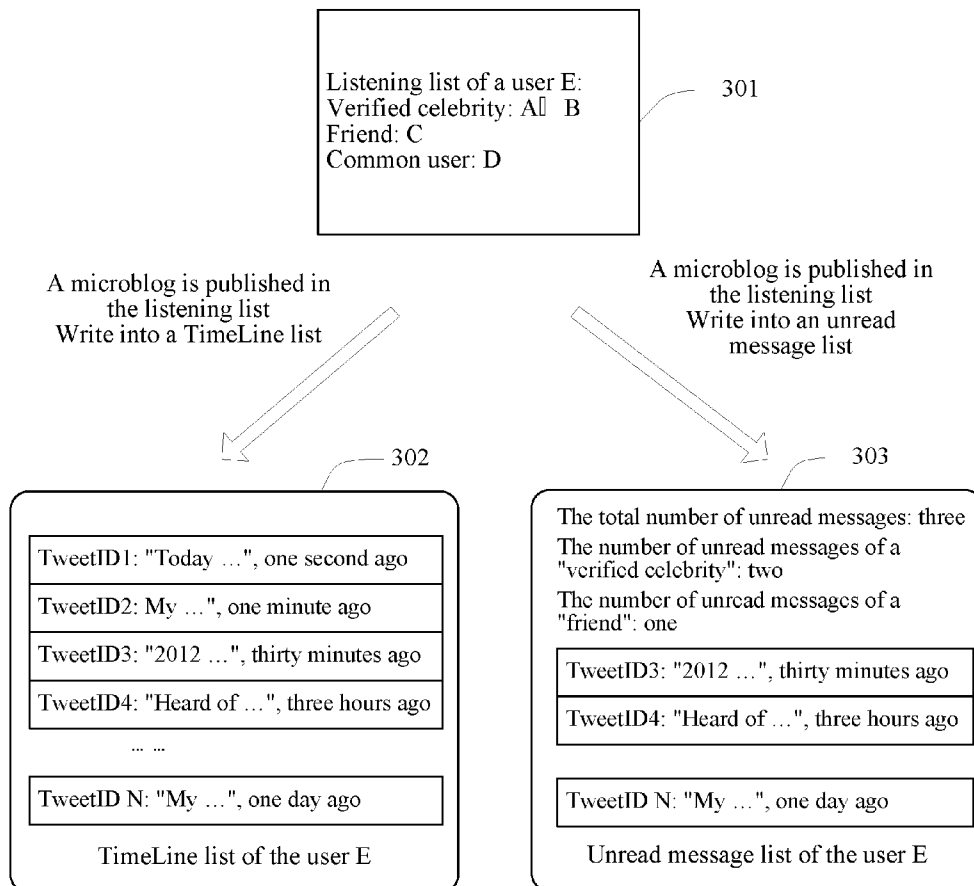 Listening list of a user E:
Verified celebrity: A▯ B
Friend: C
Common user: D
301
A microblog is published in
the listening list
Write into a TimeLine list
A microblog is published in
the listening list
Write into an unread
message list
302
TweetID1: "Today ...", one second ago
TweetID2: My ...", one minute ago
TweetID3: "2012 ...", thirty minutes ago
TweetID4: "Heard of ...", three hours ago
... ...
TweetID N: "My ...", one day ago
TimeLine list of the user E
303
The total number of unread messages: three
The number of unread messages of a
"verified celebrity": two
The number of unread messages of a
"friend": one
TweetID3: "2012 ...", thirty minutes ago
TweetID4: "Heard of ...", three hours ago
TweetID N: "My ...", one day ago
Unread message list of the user E